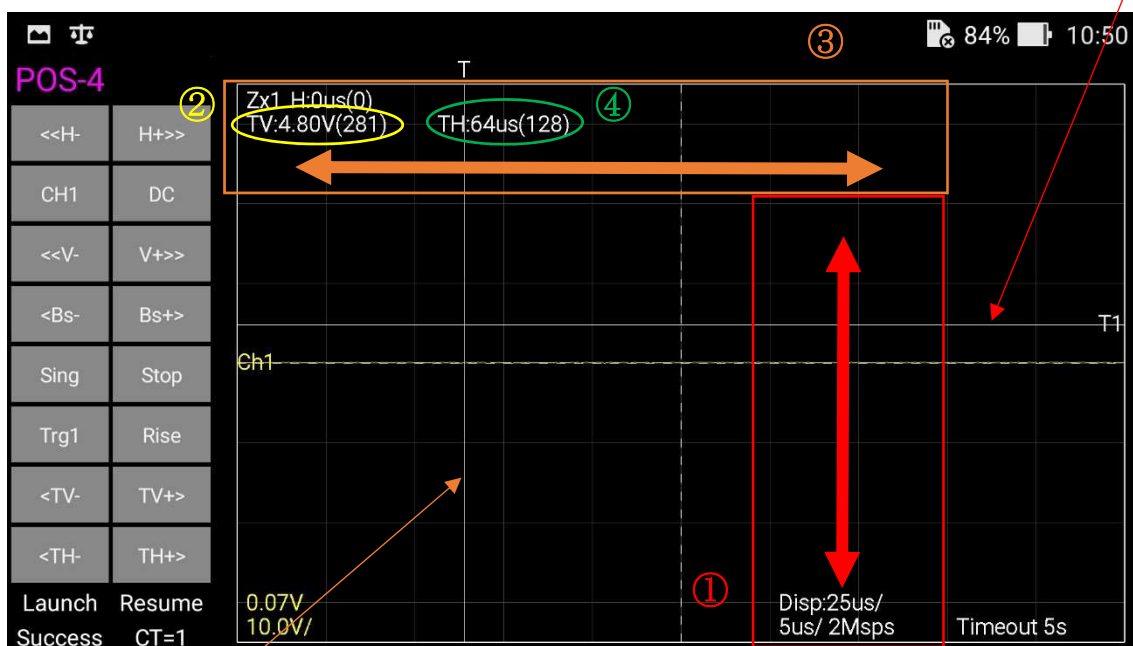 84% 10:50
③
POS-4
T
② Zx1 H:0us(0)
TV:4.80V(281) TH:64us(128) ④
<<H- H+>>
CH1 DC
<<V- V+>>
<Bs- Bs+>
T1
Ch1
Sing Stop
Trg1 Rise
<TV- TV+>
<TH- TH+>
①
Launch Resume 0.07V Disp:25us/
Success CT=1 10.0V/ 5us/ 2Msps Timeout 5s